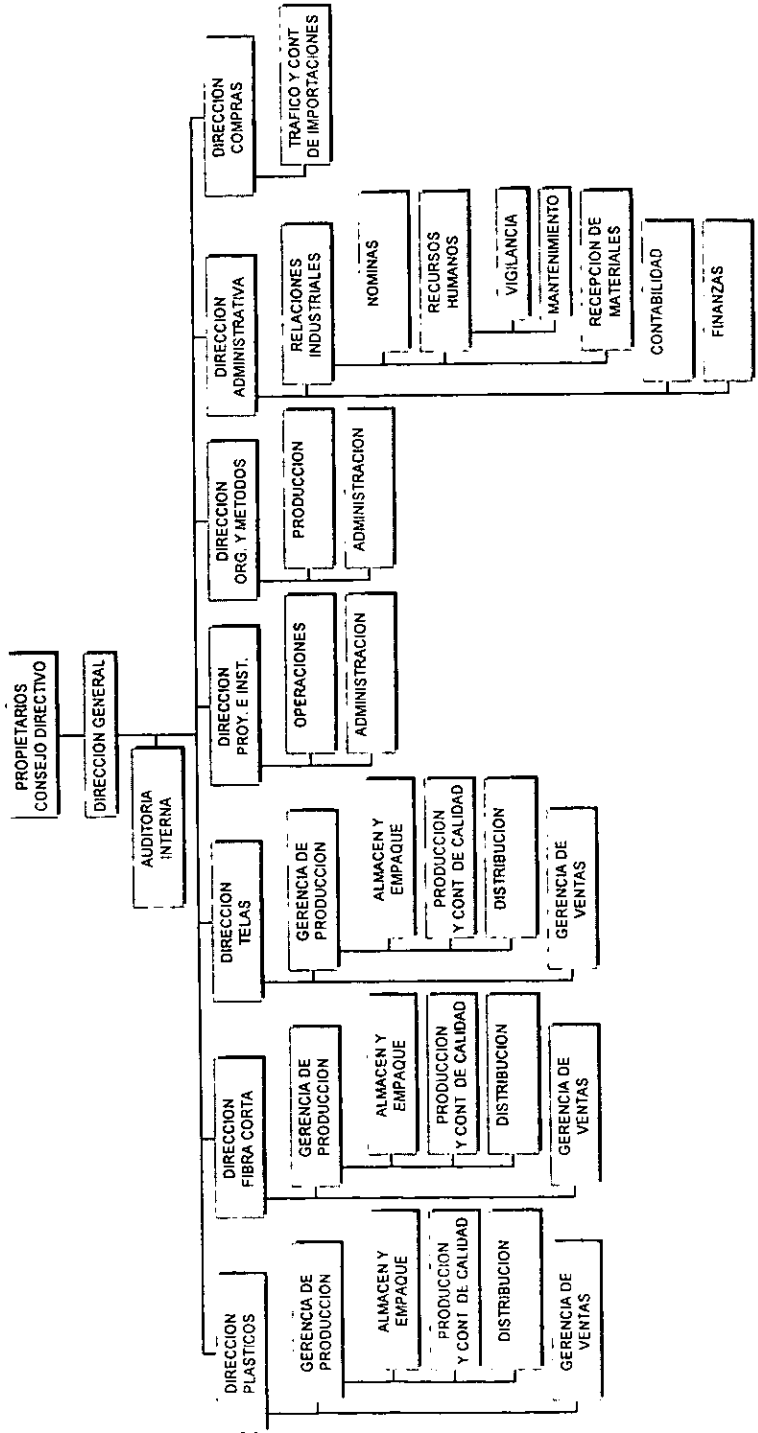 PROPIETARIOS
CONSEJO DIRECTIVO
DIRECCION GENERAL
AUDITORIA
INTERNA
DIRECCION
PLASTICOS
GERENCIA DE
PRODUCCION
ALMACEN Y
EMPAQUE
PRODUCCION
Y CONT DE CALIDAD
DISTRIBUCION
GERENCIA DE
VENTAS
DIRECCION
FIBRA CORTA
GERENCIA DE
PRODUCCION
ALMACEN Y
EMPAQUE
PRODUCCION
Y CONT DE CALIDAD
DISTRIBUCION
GERENCIA DE
VENTAS
DIRECCION
TELAS
GERENCIA DE
PRODUCCION
ALMACEN Y
EMPAQUE
PRODUCCION
Y CONT DE CALIDAD
DISTRIBUCION
GERENCIA DE
VENTAS
DIRECCION
PROY. E INST.
OPERACIONES
ADMINISTRACION
DIRECCION
ORG. Y METODOS
PRODUCCION
ADMINISTRACION
DIRECCION
ADMINISTRATIVA
RELACIONES
INDUSTRIALES
NOMINAS
RECURSOS
HUMANOS
VIGILANCIA
MANTENIMIENTO
RECEPCION DE
MATERIALES
CONTABILIDAD
FINANZAS
DIRECCION
COMPRAS
TRAFICO Y CONT
DE IMPORTACIONES